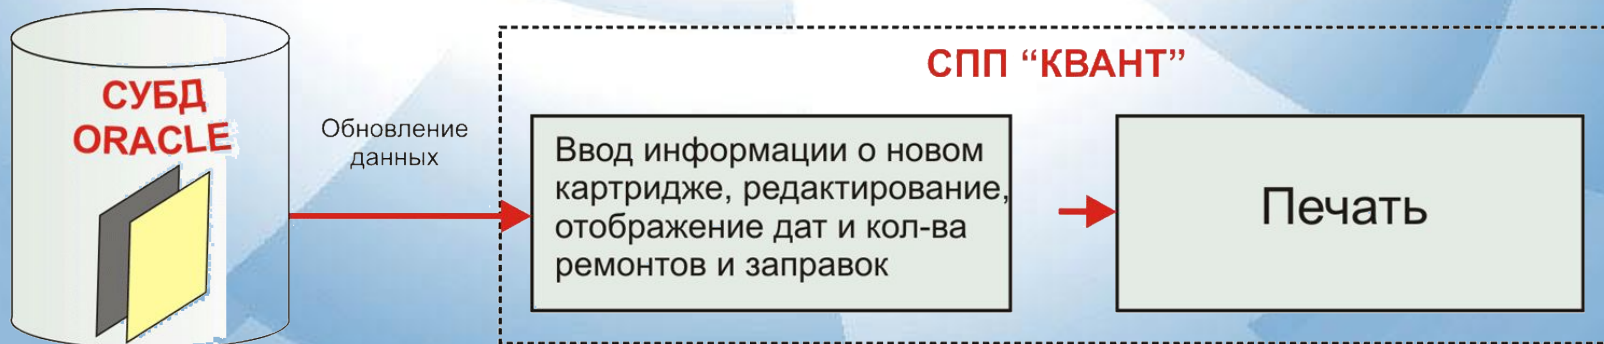 СУБД
ORACLE
Обновление
данных
СПП “КВАНТ”
Ввод информации о новом
картридже, редактирование,
отображение дат и кол-ва
ремонтов и заправок
Печать